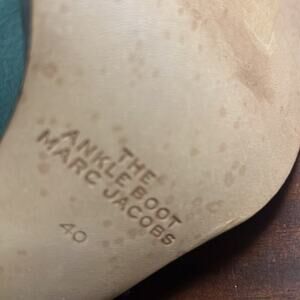 THE
ANKLE BOOT
MARC JACOBS
40